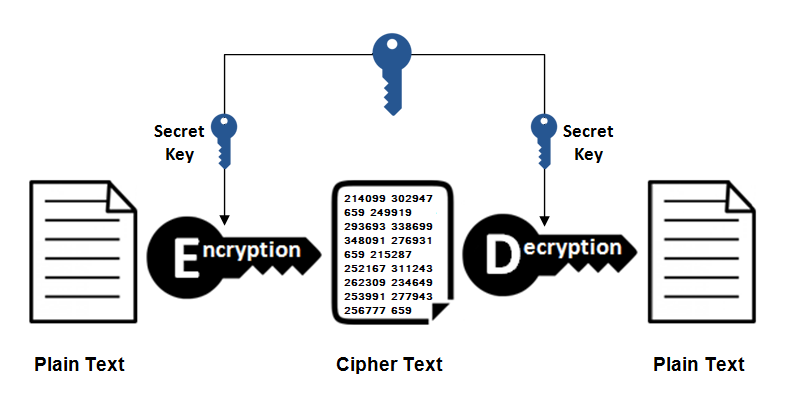 Secret
Key
Secret
Key
Encryption
214099 302947
659 249919
293693 338699
348091 276931
659 215287
252167 311243
262309 234649
253991 277943
256777 659
Decryption
Plain Text
Cipher Text
Plain Text